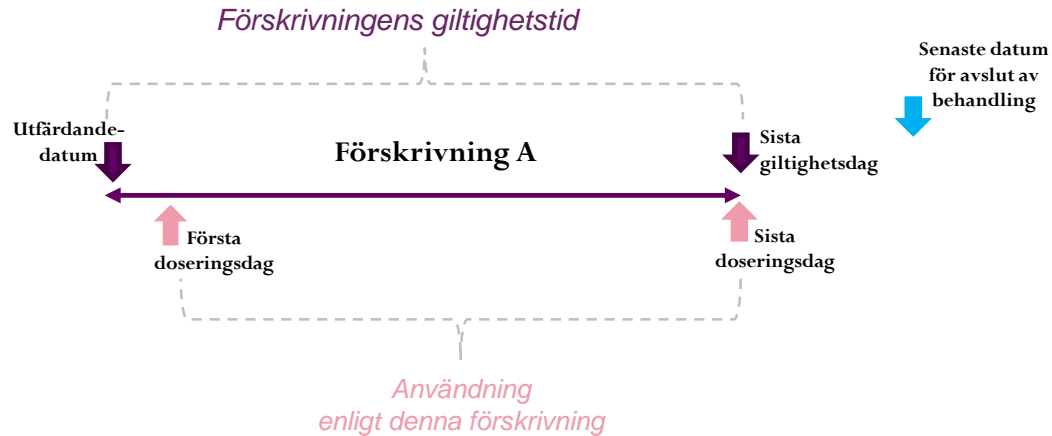 Förskrivningens giltighetstid
Senaste datum
för avslut av
behandling
Utfärdande-
datum
Förskrivning A
Sista
giltighetsdag
Första
doseringsdag
Sista
doseringsdag
Användning
enligt denna förskrivning